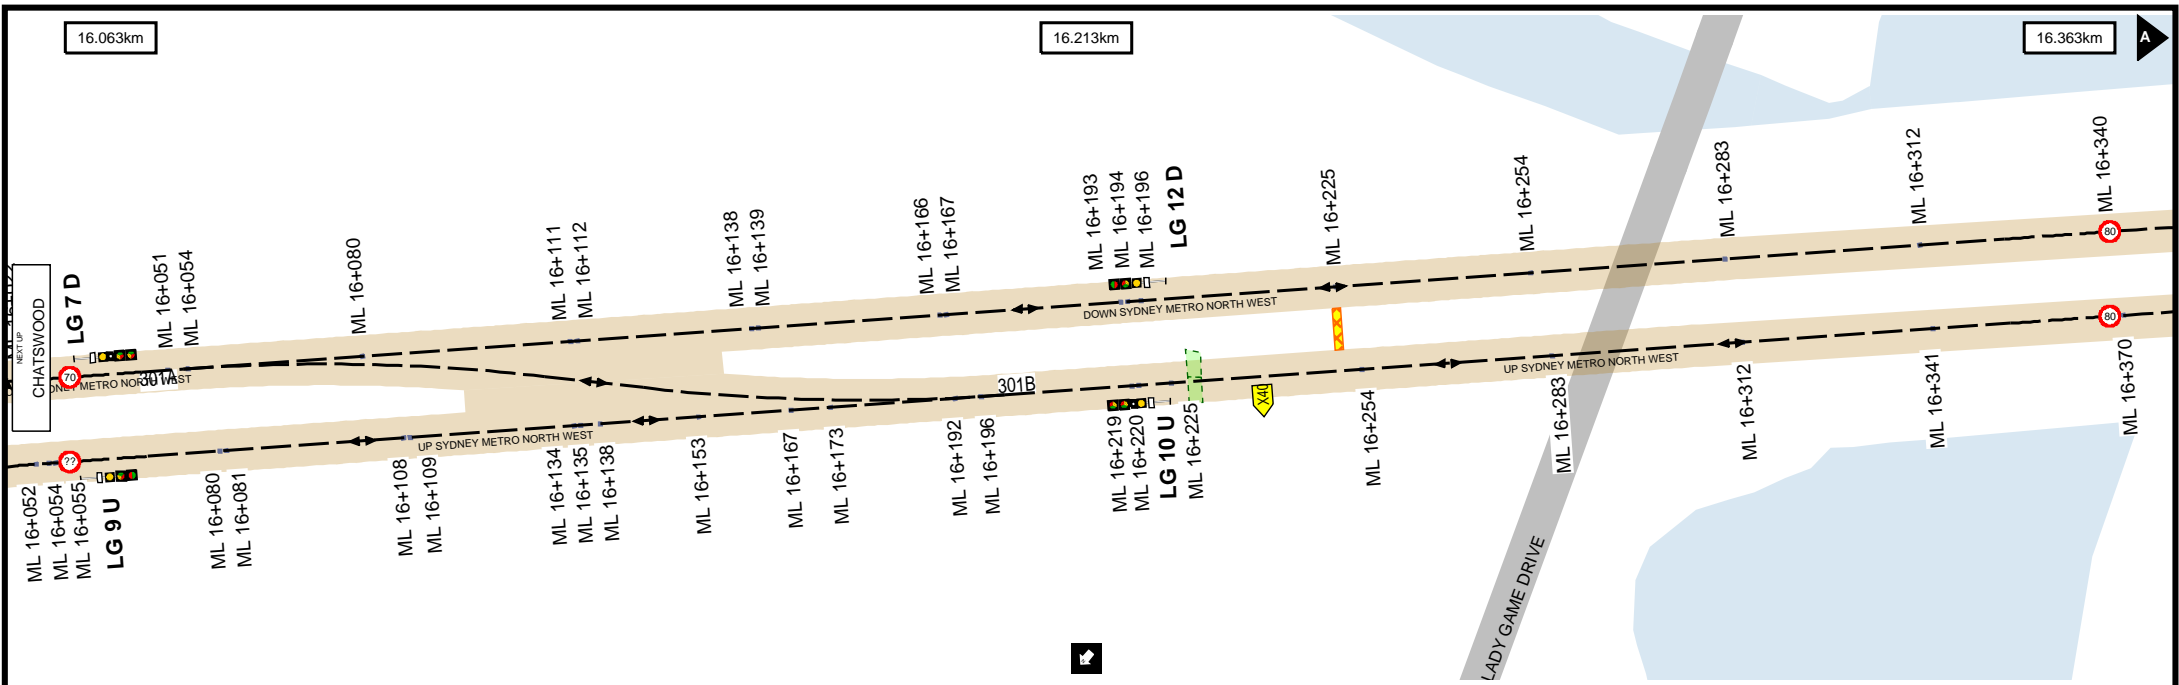 16.063km
16.213km
16.363km
A
NEXT UP
CHATSWOOD
LG 7 D
ML 16+051
ML 16+054
ML 16+080
ML 16+111
ML 16+112
ML 16+138
ML 16+139
ML 16+166
ML 16+167
ML 16+193
ML 16+194
ML 16+196
LG 12 D
ML 16+225
ML 16+254
ML 16+283
ML 16+312
ML 16+340
80
DOWN SYDNEY METRO NORTH WEST
70
METRO NORTH WEST
301A
301B
X40
80
UP SYDNEY METRO NORTH WEST
UP SYDNEY METRO NORTH WEST
??
ML 16+052
ML 16+054
ML 16+055
LG 9 U
ML 16+080
ML 16+081
ML 16+108
ML 16+109
ML 16+134
ML 16+135
ML 16+138
ML 16+153
ML 16+167
ML 16+173
ML 16+192
ML 16+196
ML 16+219
ML 16+220
LG 10 U
ML 16+225
ML 16+254
ML 16+283
ML 16+312
ML 16+341
ML 16+370
LADY GAME DRIVE